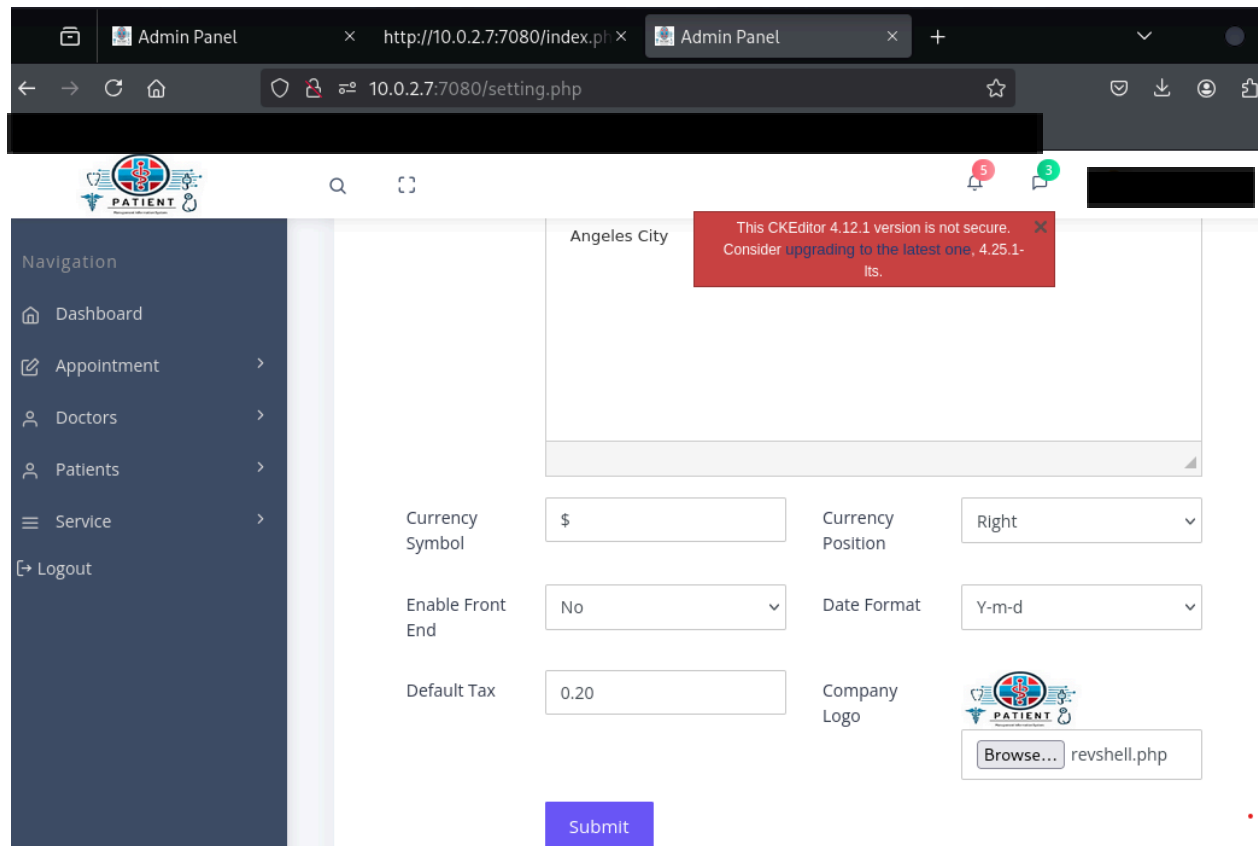 Admin Panel
http://10.0.2.7:7080/index.ph
Admin Panel
10.0.2.7:7080/setting.php
PATIENT
5
3
Navigation
Dashboard
Appointment
Doctors
Patients
Service
Logout
Angeles City
This CKEditor 4.12.1 version is not secure.
Consider upgrading to the latest one, 4.25.1-
lts.
Currency
Symbol
$
Currency
Position
Right
Enable Front
End
No
Date Format
Y-m-d
Default Tax
0.20
Company
Logo
PATIENT
Browse... revshell.php
Submit